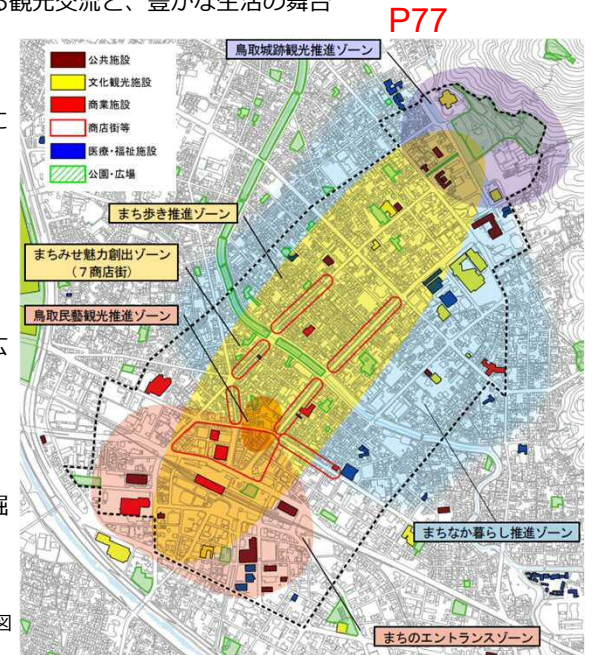 る観光交流と、豊かな生活の舞台
P77
鳥取城跡観光推進ゾーン
公共施設
文化観光施設
商業施設
商店街等
医療・福祉施設
公園・広場
に
まち歩き推進ゾーン
まちみせ魅力創出ゾーン
（７商店街）
鳥取民藝観光推進ゾーン
広
掘
まちなか暮らし推進ゾーン
図
まちのエントランスゾーン